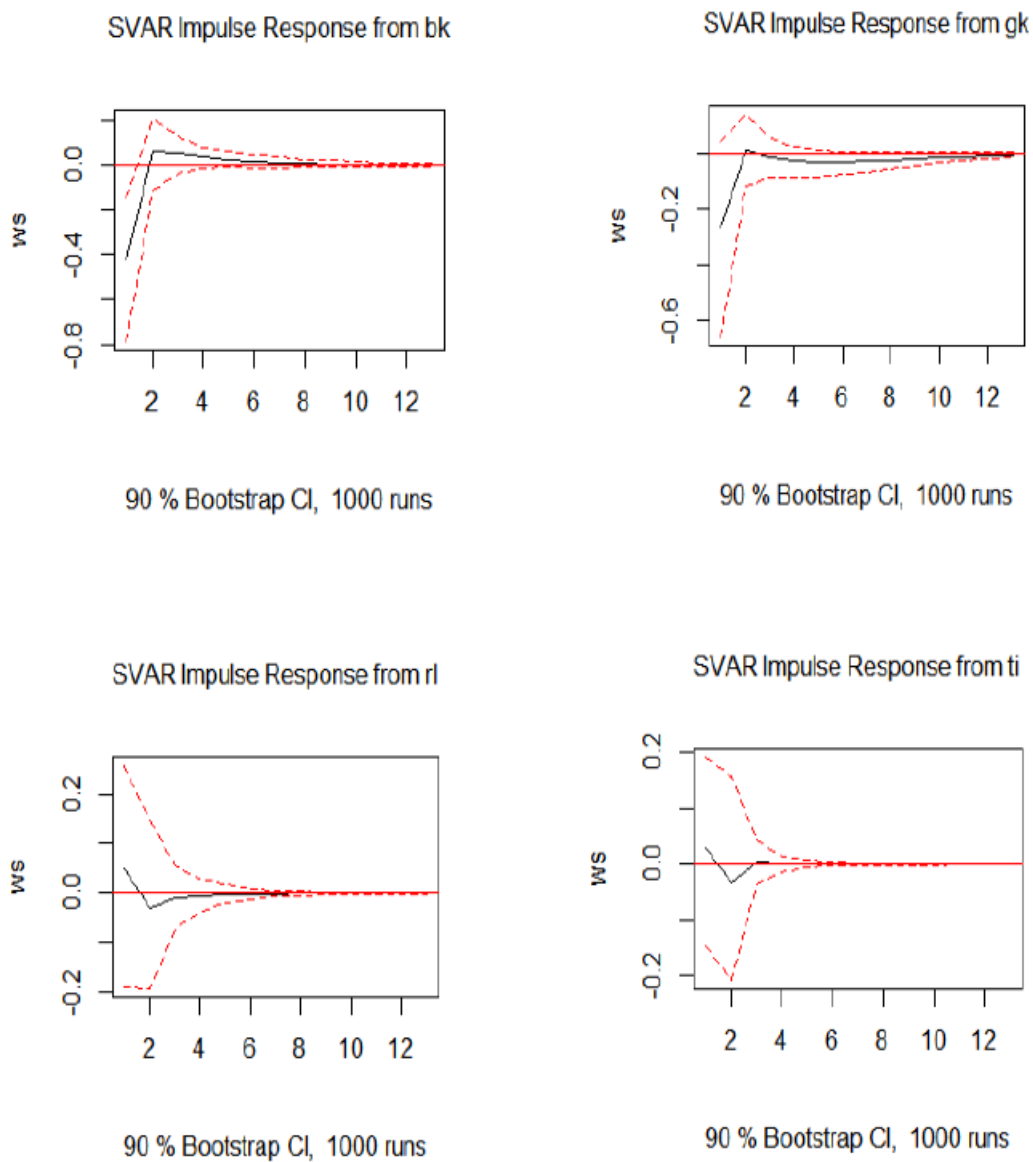 SVAR Impulse Response from bk
ws
0.0
-0.4
-0.8
2 4 6 8 10 12
90 % Bootstrap CI, 1000 runs
SVAR Impulse Response from gk
ws
-0.2
-0.6
2 4 6 8 10 12
90 % Bootstrap CI, 1000 runs
SVAR Impulse Response from rl
ws
0.2
0.0
-0.2
2 4 6 8 10 12
90 % Bootstrap CI, 1000 runs
SVAR Impulse Response from ti
ws
0.2
0.0
-0.2
2 4 6 8 10 12
90 % Bootstrap CI, 1000 runs